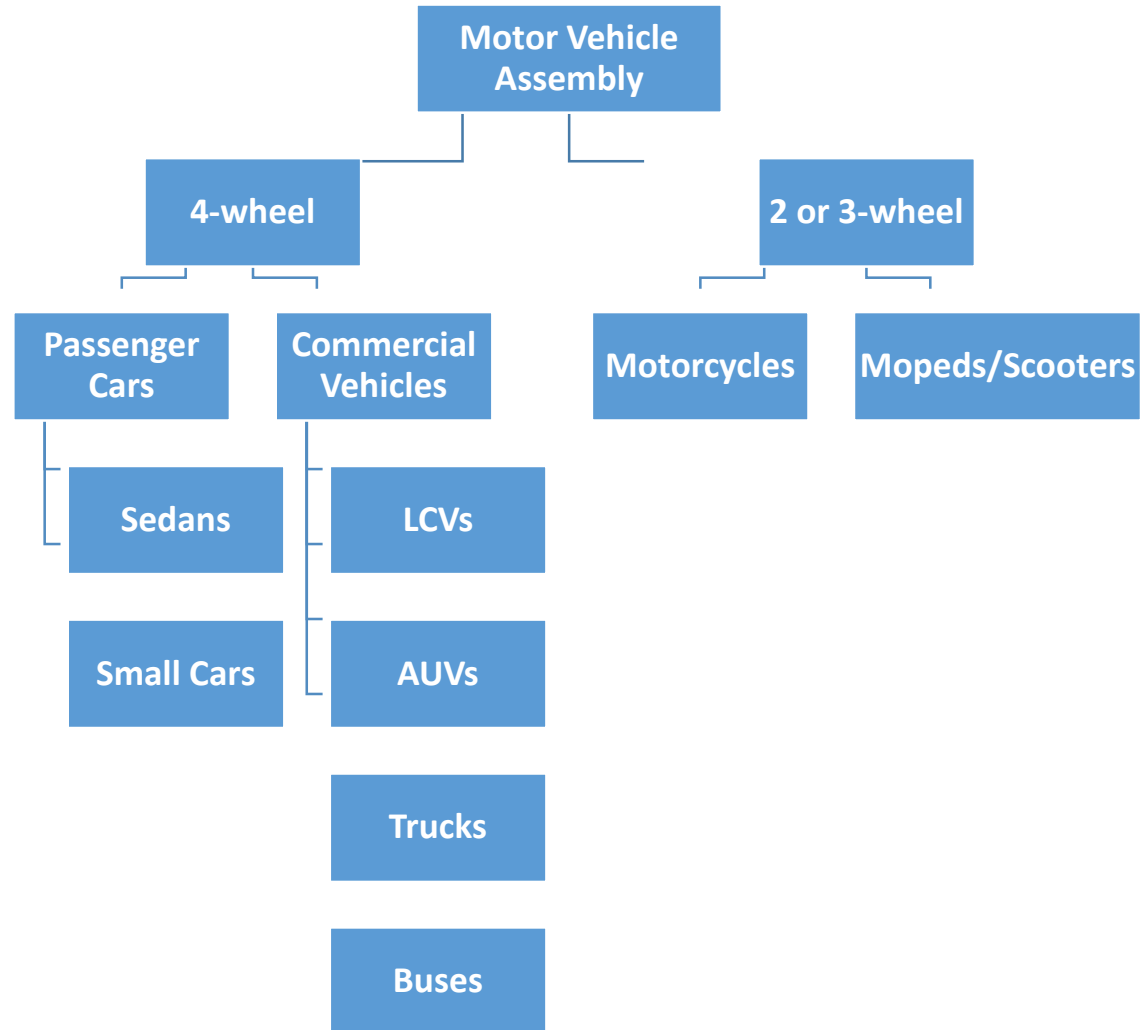 Motor Vehicle
Assembly
4-wheel
2 or 3-wheel
Passenger
Cars
Commercial
Vehicles
Motorcycles
Mopeds/Scooters
Sedans
LCVs
Small Cars
AUVs
Trucks
Buses